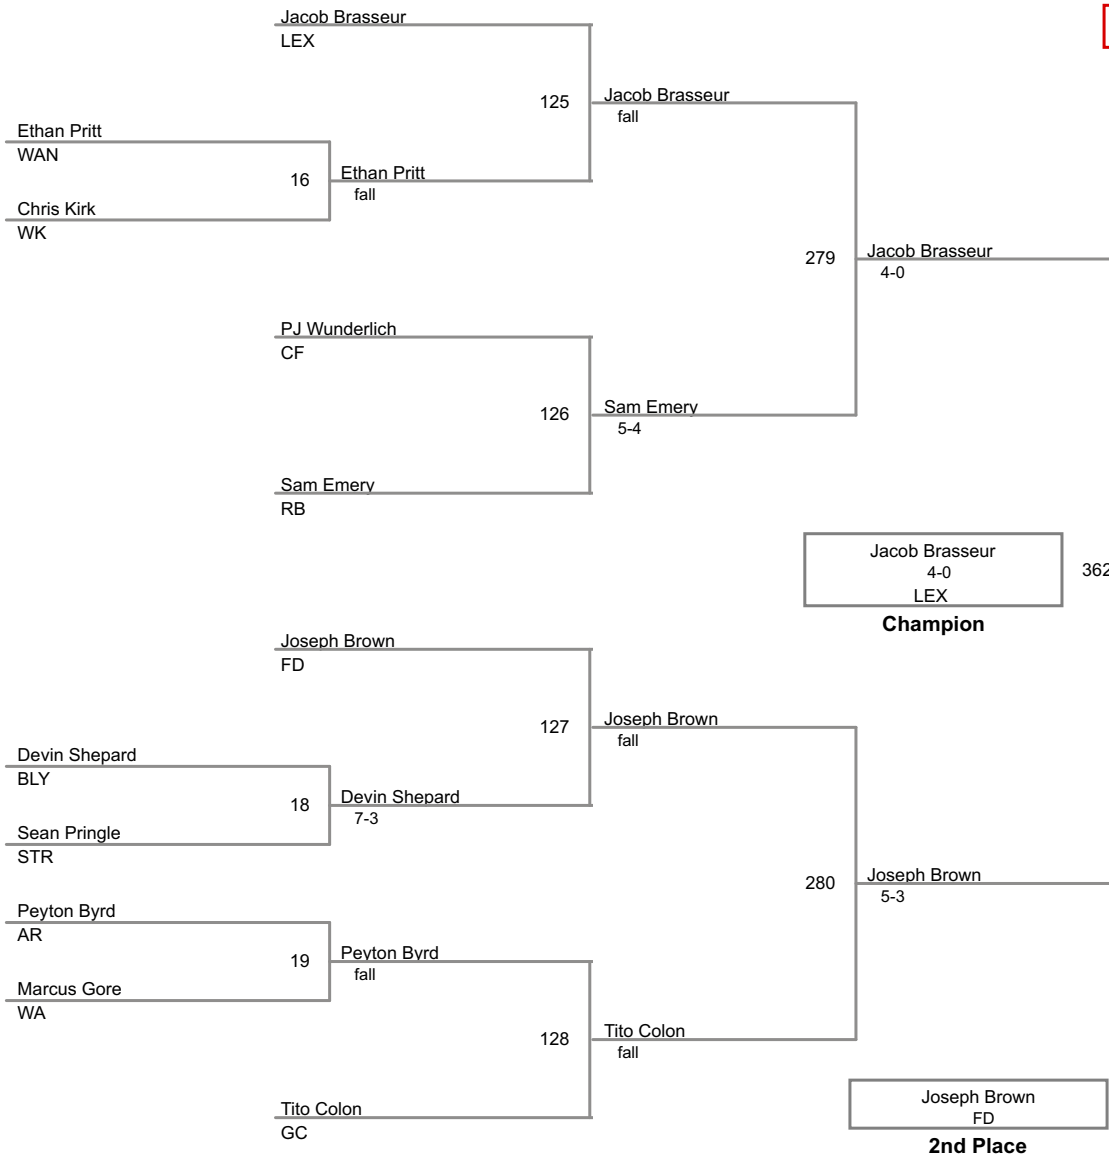 Jacob Brasseur
LEX
125
Jacob Brasseur
fall
Ethan Pritt
WAN
16
Ethan Pritt
fall
Chris Kirk
WK
279
Jacob Brasseur
4-0
PJ Wunderlich
CF
126
Sam Emery
5-4
Sam Emery
RB
Jacob Brasseur
4-0
LEX
362
Champion
Joseph Brown
FD
127
Joseph Brown
fall
Devin Shepard
BLY
18
Devin Shepard
7-3
Sean Pringle
STR
280
Joseph Brown
5-3
Peyton Byrd
AR
19
Peyton Byrd
fall
Marcus Gore
WA
128
Tito Colon
fall
Tito Colon
GC
Joseph Brown
FD
2nd Place